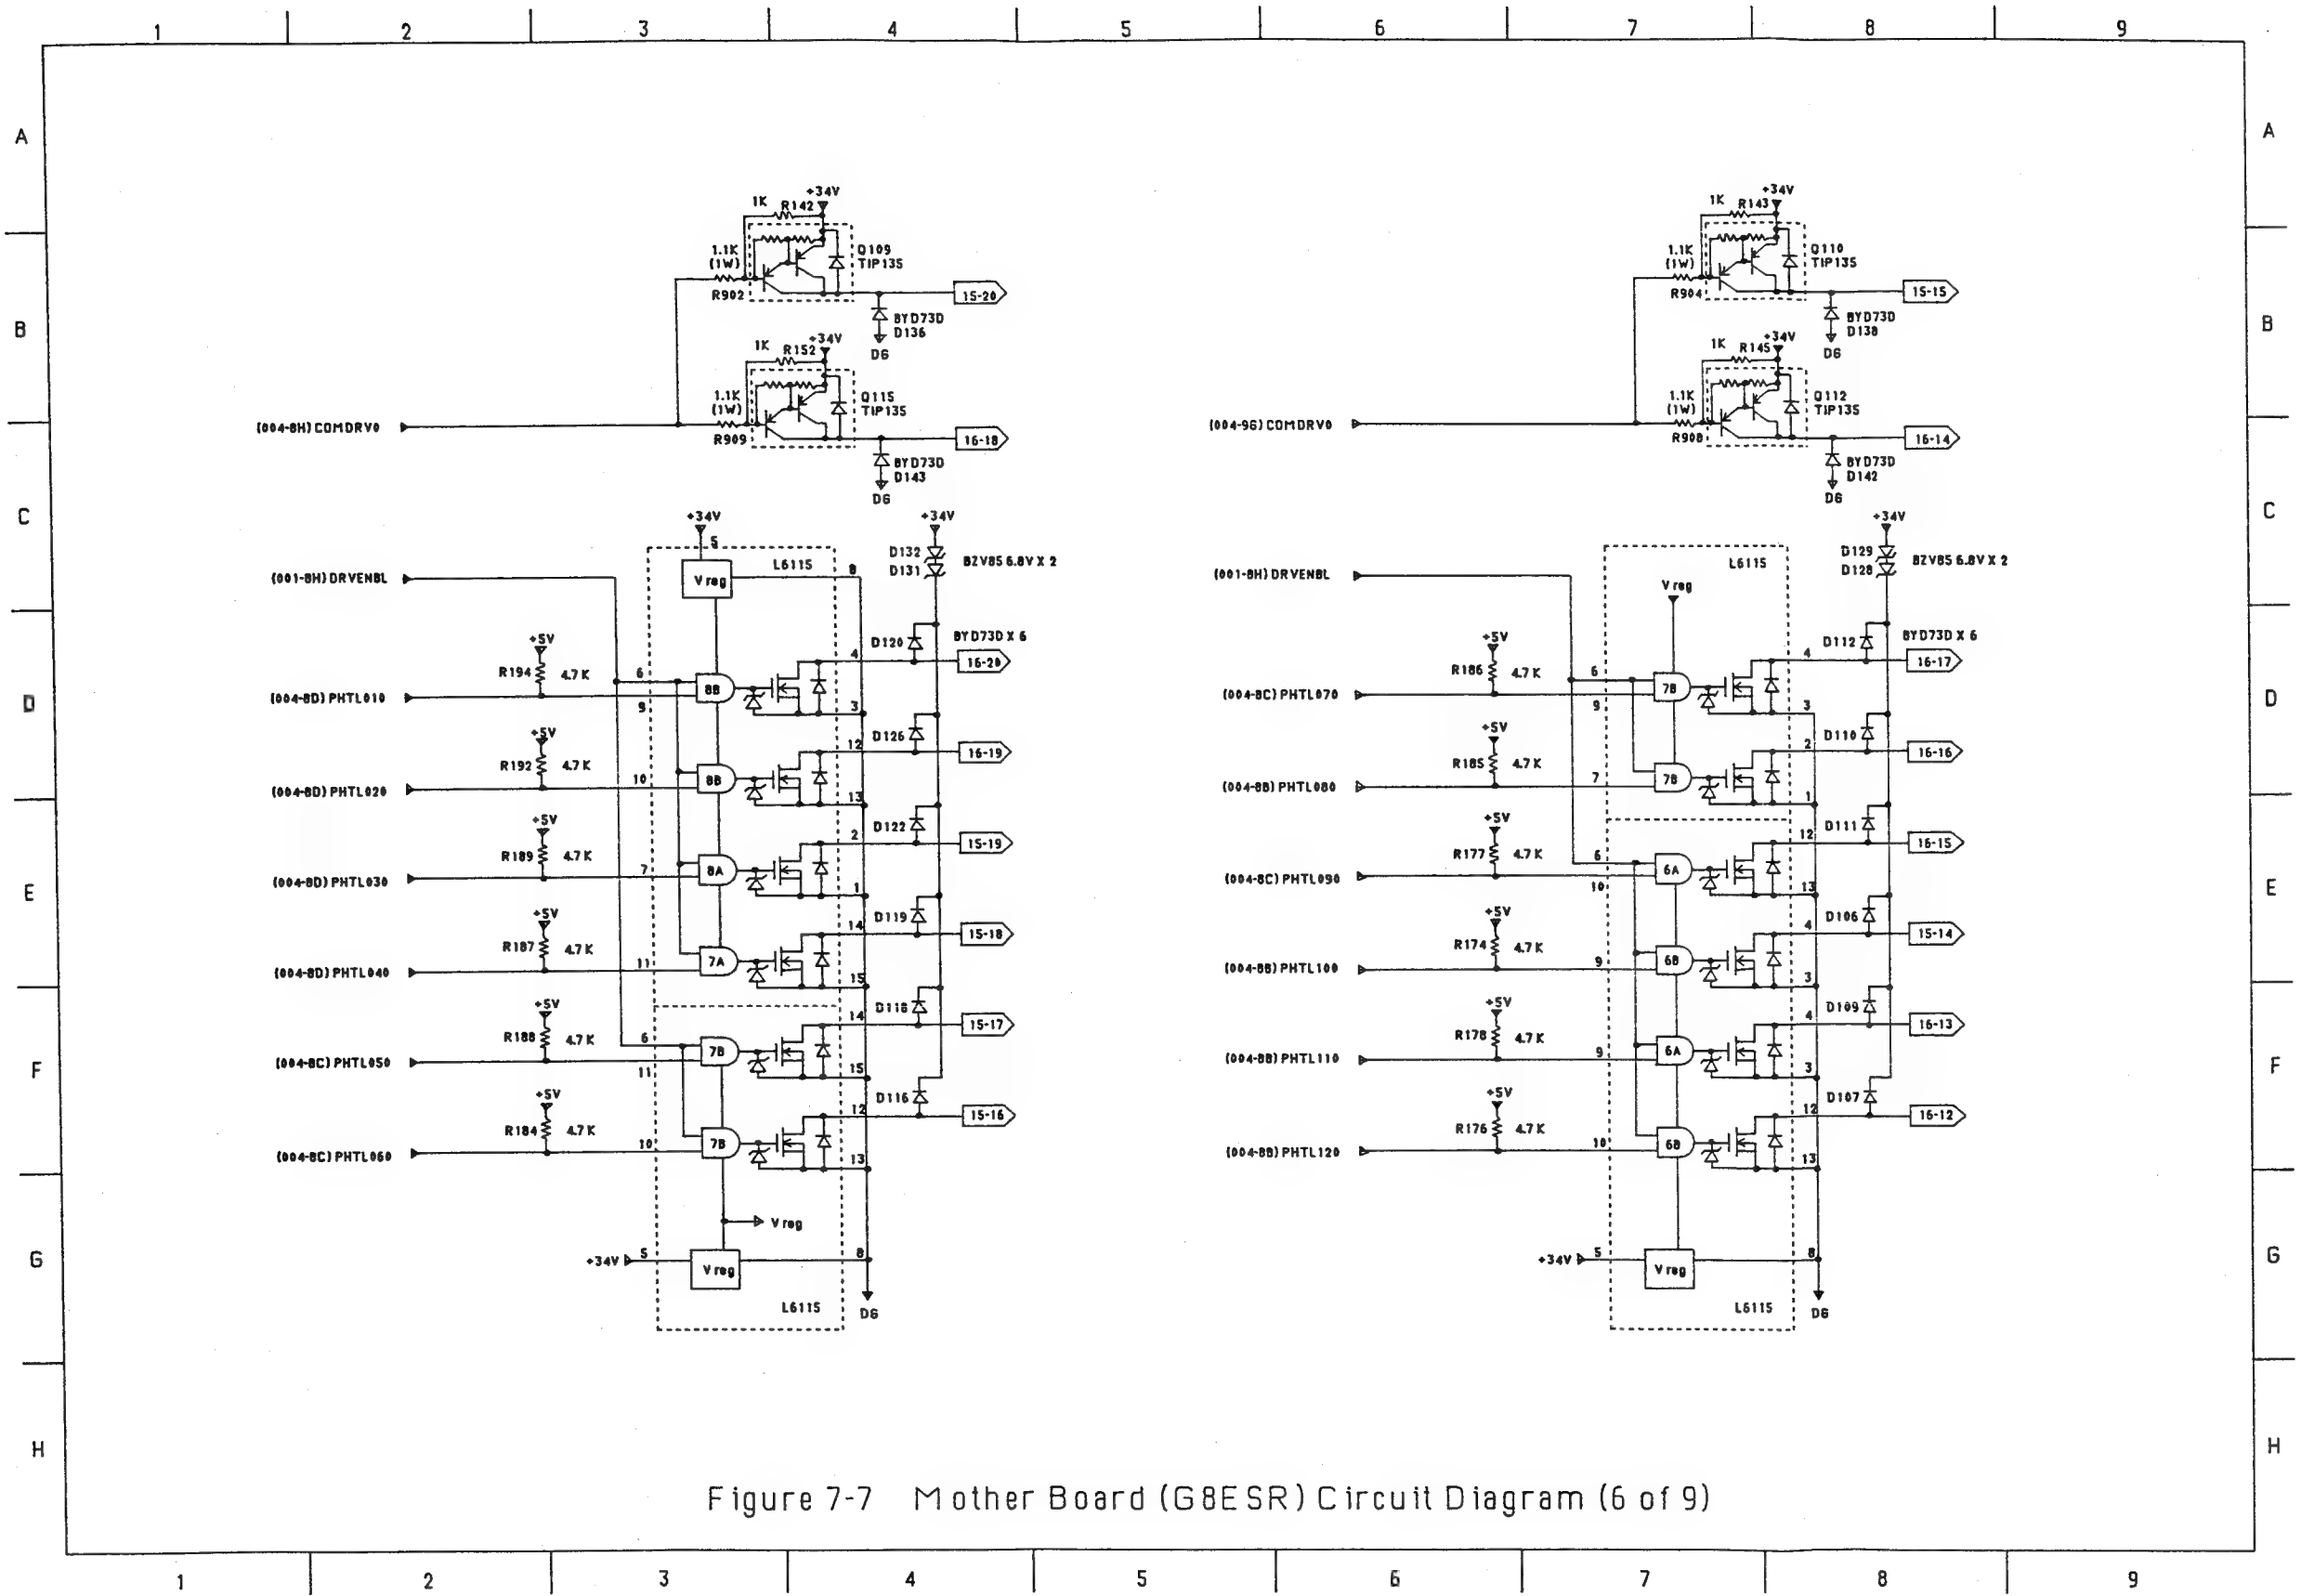 1 2 3 4 5 6 7 8 9
A A
+34V
1K R142
Q109
TIP135
1.1K
(1W)
R902
15-20
BYD73D
D136
DG
B B
+34V
1K R152
Q115
TIP135
1.1K
(1W)
R909
(004-8H) COMDRV0
16-18
BYD73D
D143
DG
+34V
1K R143
Q110
TIP135
1.1K
(1W)
R904
15-15
BYD73D
D138
DG
+34V
1K R145
Q112
TIP135
1.1K
(1W)
R908
(004-9G) COMDRV0
16-14
BYD73D
D142
DG
C C
+34V
5
L6115
Vreg
8
+34V
D132
D131
BZV85 6.8V X 2
(001-8H) DRVENBL
+5V
R194 4.7K
(004-8D) PHTL010
6
9
8B
4
3
D120
BYD73D X 6
16-20
D D
+5V
R192 4.7K
(004-8D) PHTL020
10
8B
12
13
D126
16-19
+5V
R189 4.7K
(004-8D) PHTL030
7
8A
2
1
D122
15-19
E E
+5V
R187 4.7K
(004-8D) PHTL040
11
7A
14
15
D119
15-18
+5V
R188 4.7K
(004-8C) PHTL050
6
11
7B
14
15
D118
15-17
F F
+5V
R184 4.7K
(004-8C) PHTL060
10
7B
12
13
D116
15-16
Vreg
+34V 5
Vreg
8
L6115
DG
G G
L6115
Vreg
+34V
D129
D128
BZV85 6.8V X 2
(001-8H) DRVENBL
+5V
R186 4.7K
(004-8C) PHTL070
6
9
7B
4
3
D112
BYD73D X 6
16-17
+5V
R185 4.7K
(004-8B) PHTL080
7
7B
2
1
D110
16-16
+5V
R177 4.7K
(004-8C) PHTL090
6
10
6A
12
13
D111
16-15
+5V
R174 4.7K
(004-8B) PHTL100
9
6B
4
3
D106
15-14
+5V
R178 4.7K
(004-8B) PHTL110
9
6A
4
3
D109
16-13
+5V
R176 4.7K
(004-8B) PHTL120
10
6B
12
13
D107
16-12
+34V 5
Vreg
8
L6115
DG
H H
Figure 7-7 Mother Board (G8ESR) Circuit Diagram (6 of 9)
1 2 3 4 5 6 7 8 9